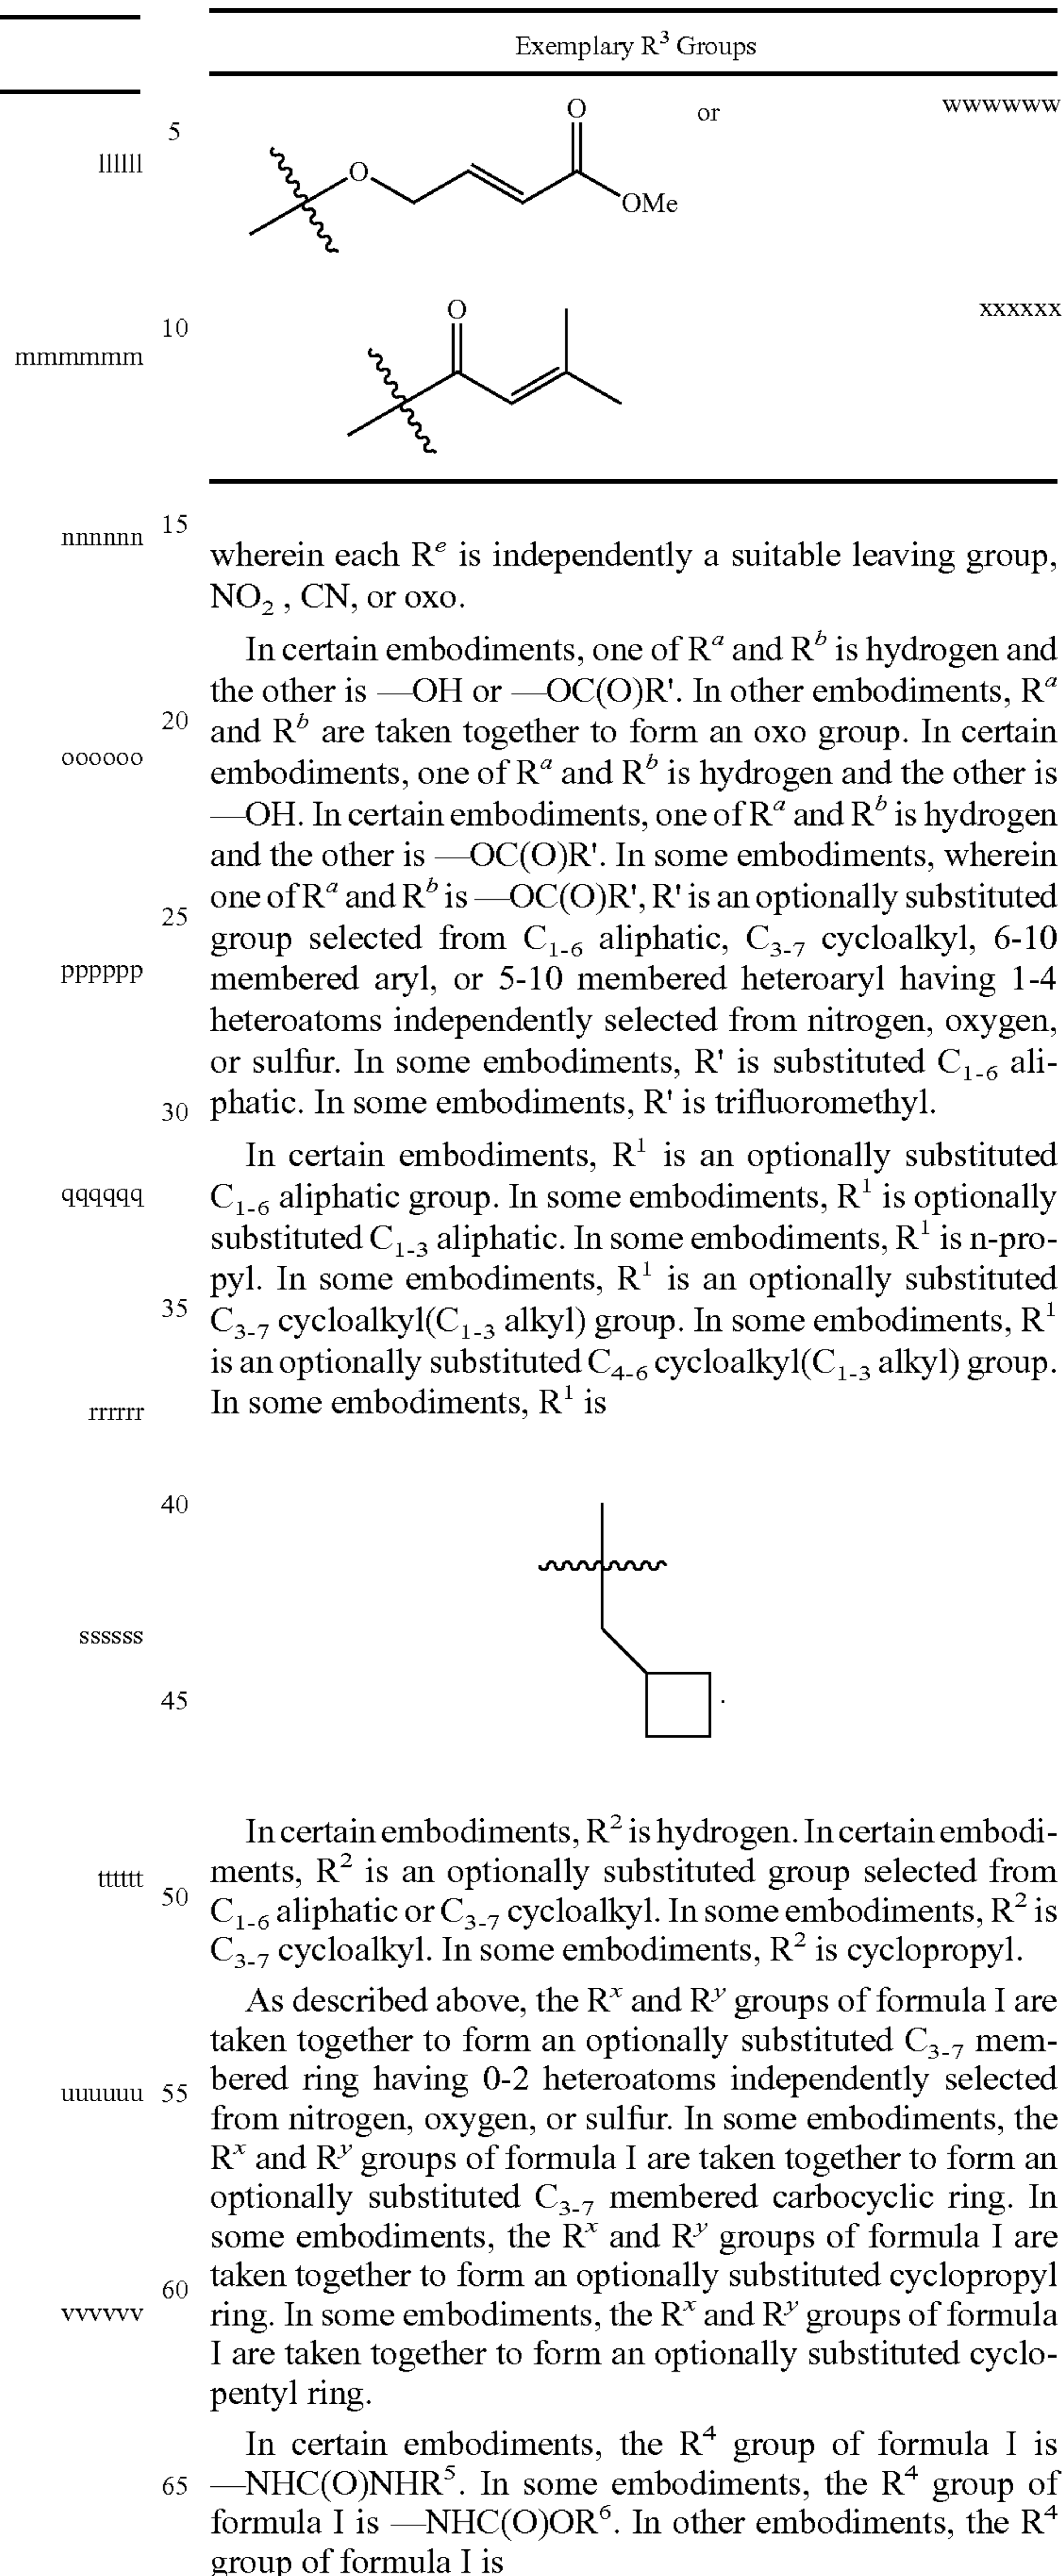 Exemplary R³ Groups
wwwwww
or
5
llllll
O
O
OMe
xxxxxx
10
mmmmmm
O
15
nnnnnn
wherein each Rᵉ is independently a suitable leaving group,
NO₂ , CN, or oxo.
In certain embodiments, one of Rᵃ and Rᵇ is hydrogen and
the other is —OH or —OC(O)R'. In other embodiments, Rᵃ
20
and Rᵇ are taken together to form an oxo group. In certain
oooooo
embodiments, one of Rᵃ and Rᵇ is hydrogen and the other is
—OH. In certain embodiments, one of Rᵃ and Rᵇ is hydrogen
and the other is —OC(O)R'. In some embodiments, wherein
one of Rᵃ and Rᵇ is —OC(O)R', R' is an optionally substituted
25
group selected from C₁₋₆ aliphatic, C₃₋₇ cycloalkyl, 6-10
pppppp
membered aryl, or 5-10 membered heteroaryl having 1-4
heteroatoms independently selected from nitrogen, oxygen,
or sulfur. In some embodiments, R' is substituted C₁₋₆ ali-
30
phatic. In some embodiments, R' is trifluoromethyl.
In certain embodiments, R¹ is an optionally substituted
qqqqqq
C₁₋₆ aliphatic group. In some embodiments, R¹ is optionally
substituted C₁₋₃ aliphatic. In some embodiments, R¹ is n-pro-
pyl. In some embodiments, R¹ is an optionally substituted
35
C₃₋₇ cycloalkyl(C₁₋₃ alkyl) group. In some embodiments, R¹
is an optionally substituted C₄₋₆ cycloalkyl(C₁₋₃ alkyl) group.
rrrrrr
In some embodiments, R¹ is
40
ssssss
45
.
In certain embodiments, R² is hydrogen. In certain embodi-
tttttt
ments, R² is an optionally substituted group selected from
50
C₁₋₆ aliphatic or C₃₋₇ cycloalkyl. In some embodiments, R² is
C₃₋₇ cycloalkyl. In some embodiments, R² is cyclopropyl.
As described above, the Rˣ and Rʸ groups of formula I are
taken together to form an optionally substituted C₃₋₇ mem-
uuuuuu
55
bered ring having 0-2 heteroatoms independently selected
from nitrogen, oxygen, or sulfur. In some embodiments, the
Rˣ and Rʸ groups of formula I are taken together to form an
optionally substituted C₃₋₇ membered carbocyclic ring. In
some embodiments, the Rˣ and Rʸ groups of formula I are
60
taken together to form an optionally substituted cyclopropyl
vvvvvv
ring. In some embodiments, the Rˣ and Rʸ groups of formula
I are taken together to form an optionally substituted cyclo-
pentyl ring.
In certain embodiments, the R⁴ group of formula I is
65
—NHC(O)NHR⁵. In some embodiments, the R⁴ group of
formula I is —NHC(O)OR⁶. In other embodiments, the R⁴
group of formula I is